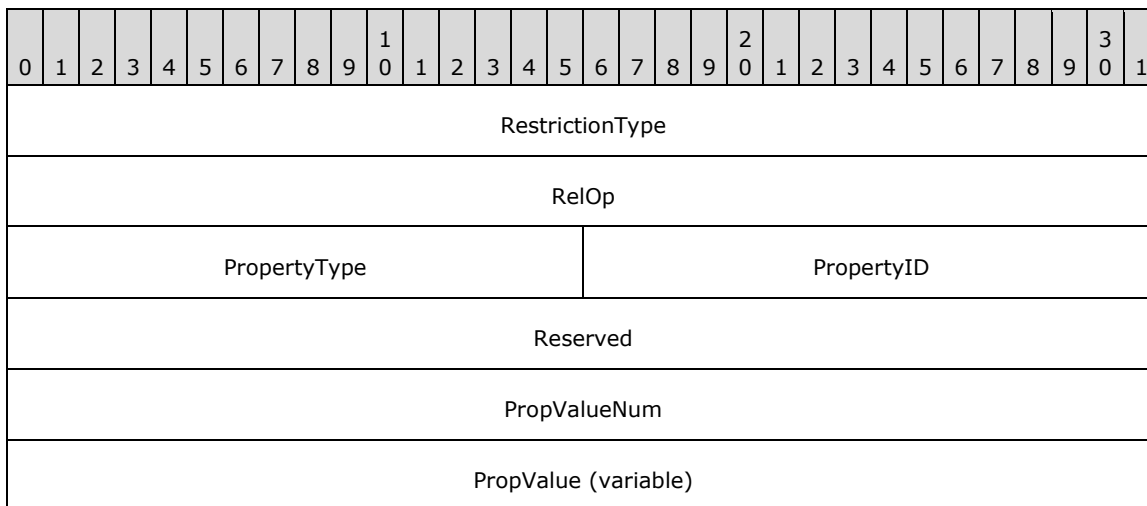 1 2 3
0 1 2 3 4 5 6 7 8 9 0 1 2 3 4 5 6 7 8 9 0 1 2 3 4 5 6 7 8 9 0 1
RestrictionType
RelOp
PropertyType PropertyID
Reserved
PropValueNum
PropValue (variable)